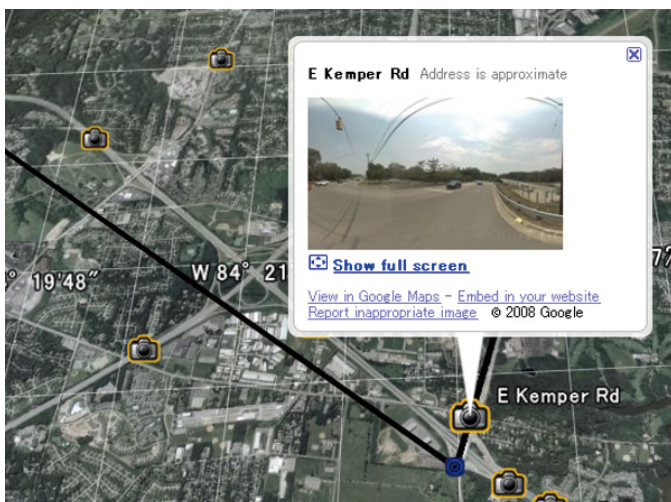 E Kemper Rd Address is approximate
Show full screen
View in Google Maps - Embed in your website
Report inappropriate image © 2008 Google
19'48"
W 84° 21
E Kemper Rd